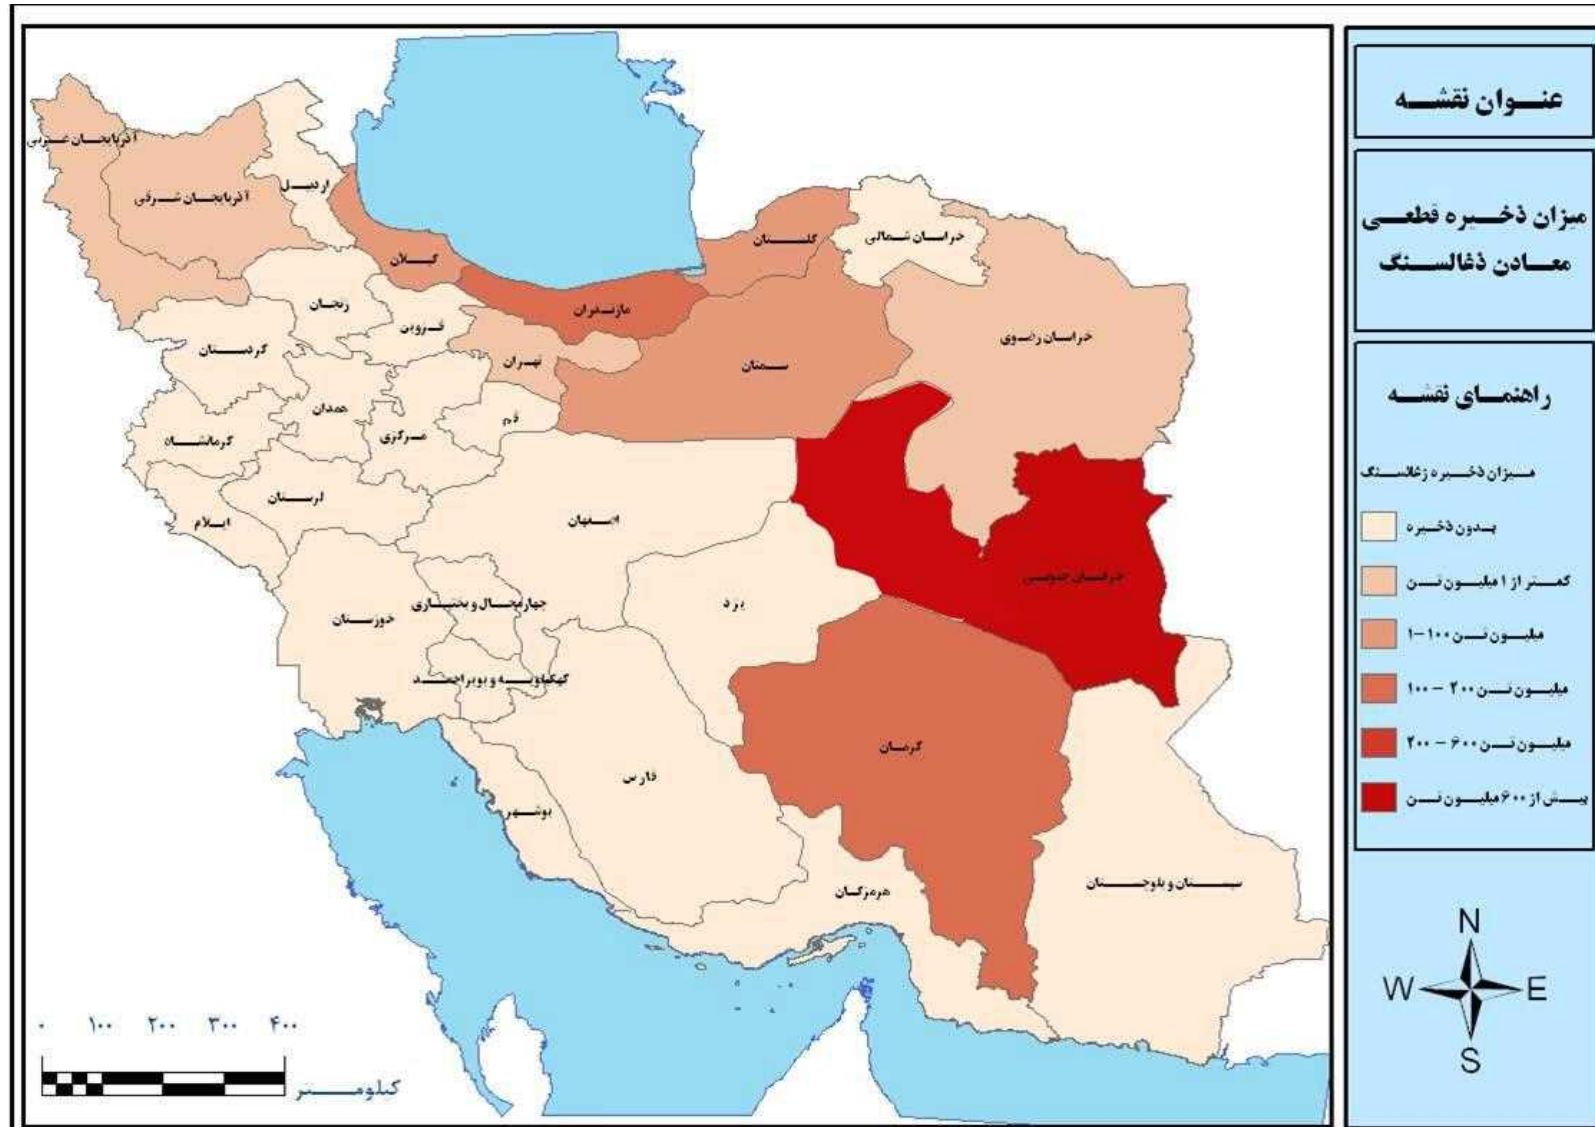 عنوان نقشه
میزان ذخیره قطعی
معادن ذغالسنگ
راهنمای نقشه
میزان ذخیره زغالسنگ
بدون ذخیره
کمتر از ۱ میلیون تن
میلیون تن ۱۰۰-۱
میلیون تن ۲۰۰ - ۱۰۰
میلیون تن ۶۰۰ - ۲۰۰
بیش از ۶۰۰ میلیون تن
N
W E
S
آذربایجان غربی
آذربایجان شرقی
اردبیل
گیلان
گلستان
خراسان شمالی
زنجان
قزوین
مازندران
خراسان رضوی
کردستان
تهران
سمنان
همدان
مرکزی
قم
کرمانشاه
لرستان
ایلام
اصفهان
خراسان جنوبی
چهارمحال و بختیاری
یزد
خوزستان
کهکیلویه و بویراحمد
کرمان
فارس
بوشهر
هرمزگان
سیستان و بلوچستان
۰ ۱۰۰ ۲۰۰ ۳۰۰ ۴۰۰
کیلومتر